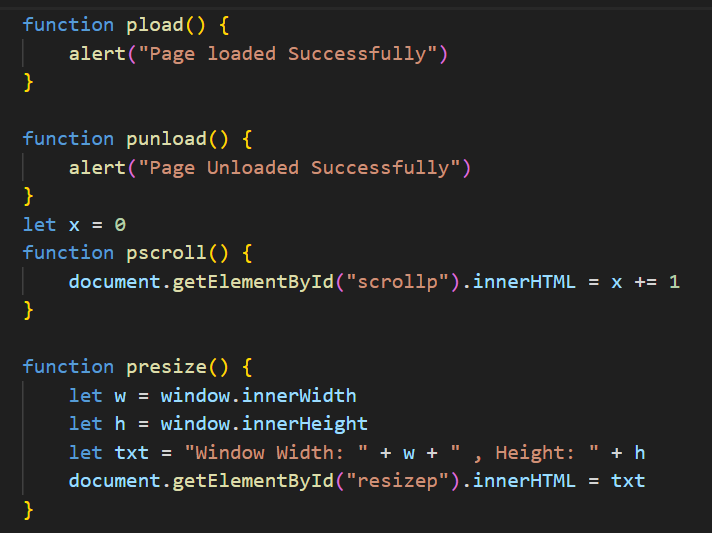 function pload() {
    alert("Page loaded Successfully")
}

function punload() {
    alert("Page Unloaded Successfully")
}
let x = 0
function pscroll() {
    document.getElementById("scrollp").innerHTML = x += 1
}

function presize() {
    let w = window.innerWidth
    let h = window.innerHeight
    let txt = "Window Width: " + w + " , Height: " + h
    document.getElementById("resizep").innerHTML = txt
}